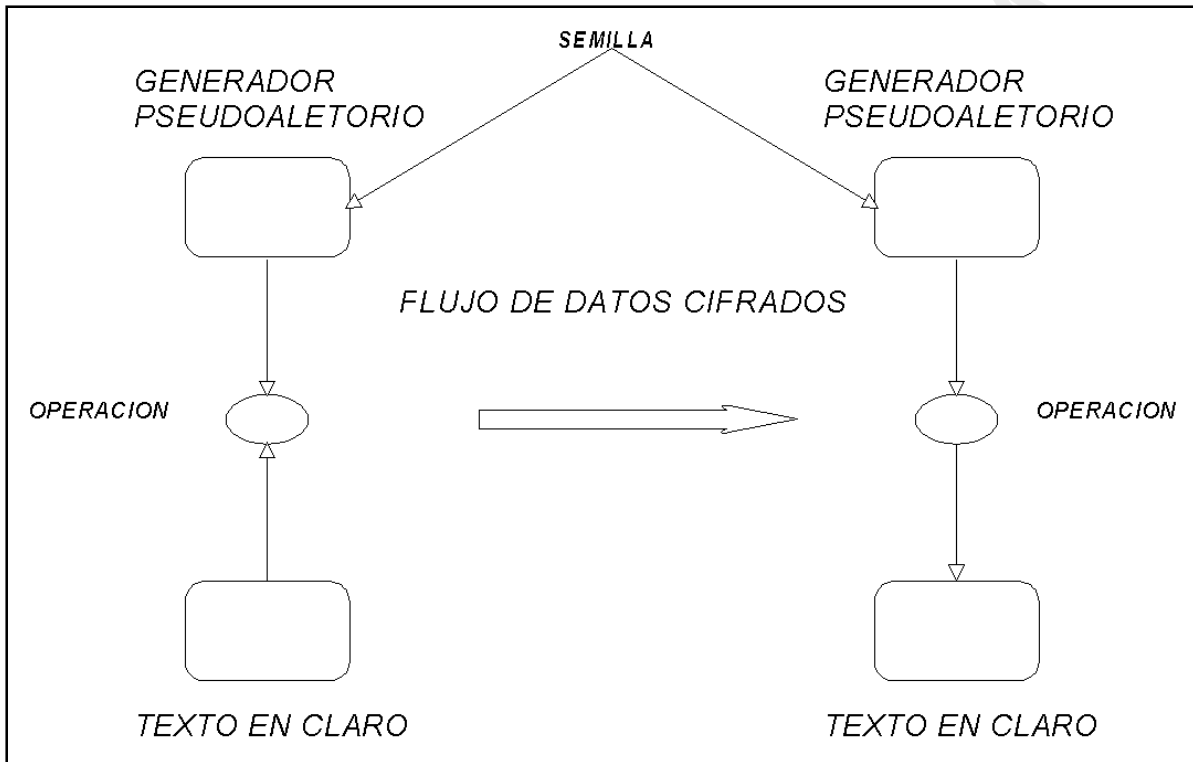 SEMILLA
GENERADOR
PSEUDOALETORIO
GENERADOR
PSEUDOALETORIO
FLUJO DE DATOS CIFRADOS
OPERACION
OPERACION
TEXTO EN CLARO
TEXTO EN CLARO